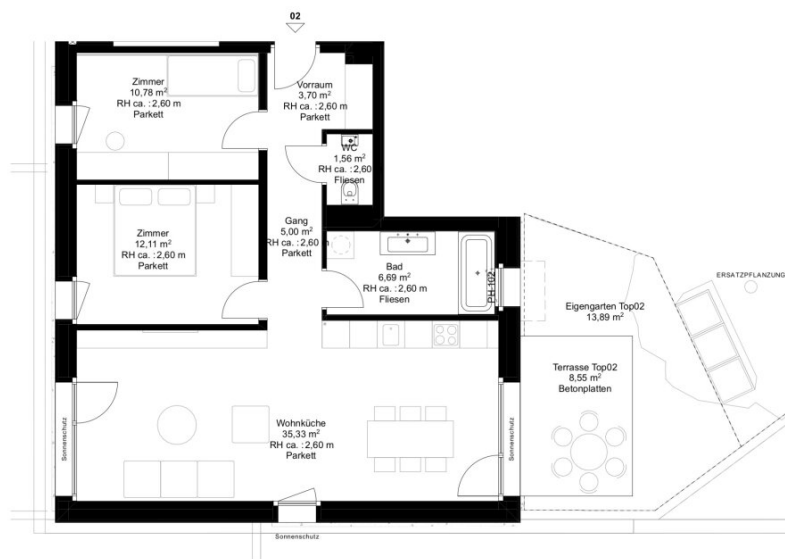 02
Zimmer
10,78 m²
RH ca. :2,60 m
Parkett
Vorraum
3,70 m²
RH ca. :2,60 m
Parkett
WC
1,56 m²
RH ca. :2,60
Fliesen
Zimmer
12,11 m²
RH ca. :2,60 m
Parkett
Gang
5,00 m²
RH ca. :2,60 m
Parkett
Bad
6,69 m²
RH ca. :2,60 m
Fliesen
PH 102
ERSATZPFLANZUNG
Eigengarten Top02
13,89 m²
Terrasse Top02
8,55 m²
Betonplatten
Wohnküche
35,33 m²
RH ca. :2,60 m
Parkett
Sonnenschutz
Sonnenschutz
Sonnenschutz